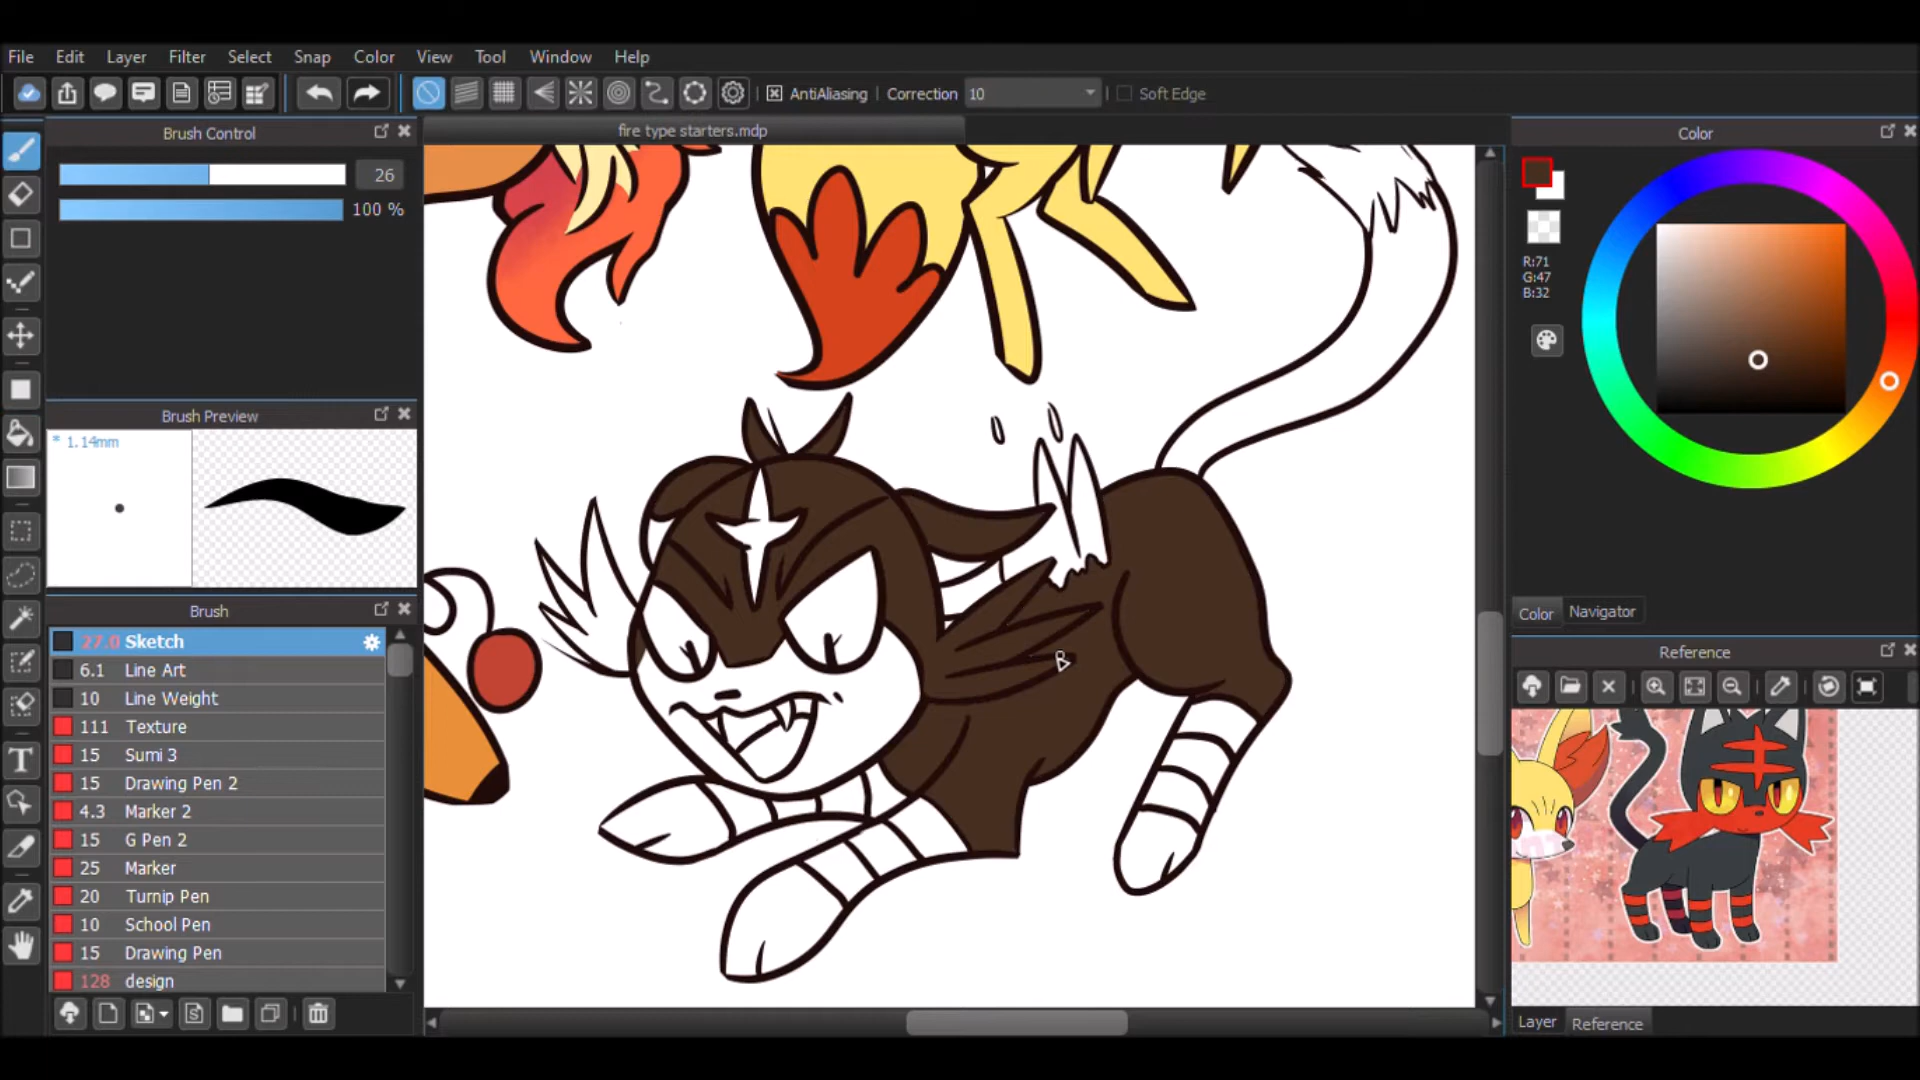 File Edit Layer Filter Select Snap Color View Tool Window Help
AntiAliasing Correction 10 Soft Edge
Brush Control
fire type starters.mdp
Color
26
100 %
R:71
G:47
B:32
Brush Preview
* 1.14mm
Brush
Color Navigator
27.0 Sketch
6.1 Line Art
10 Line Weight
111 Texture
15 Sumi 3
15 Drawing Pen 2
4.3 Marker 2
15 G Pen 2
25 Marker
20 Turnip Pen
10 School Pen
15 Drawing Pen
128 design
Reference
Layer Reference